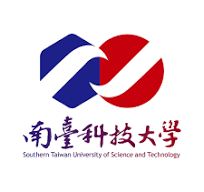 南臺科技大學
Southern Taiwan University of Science and Technology